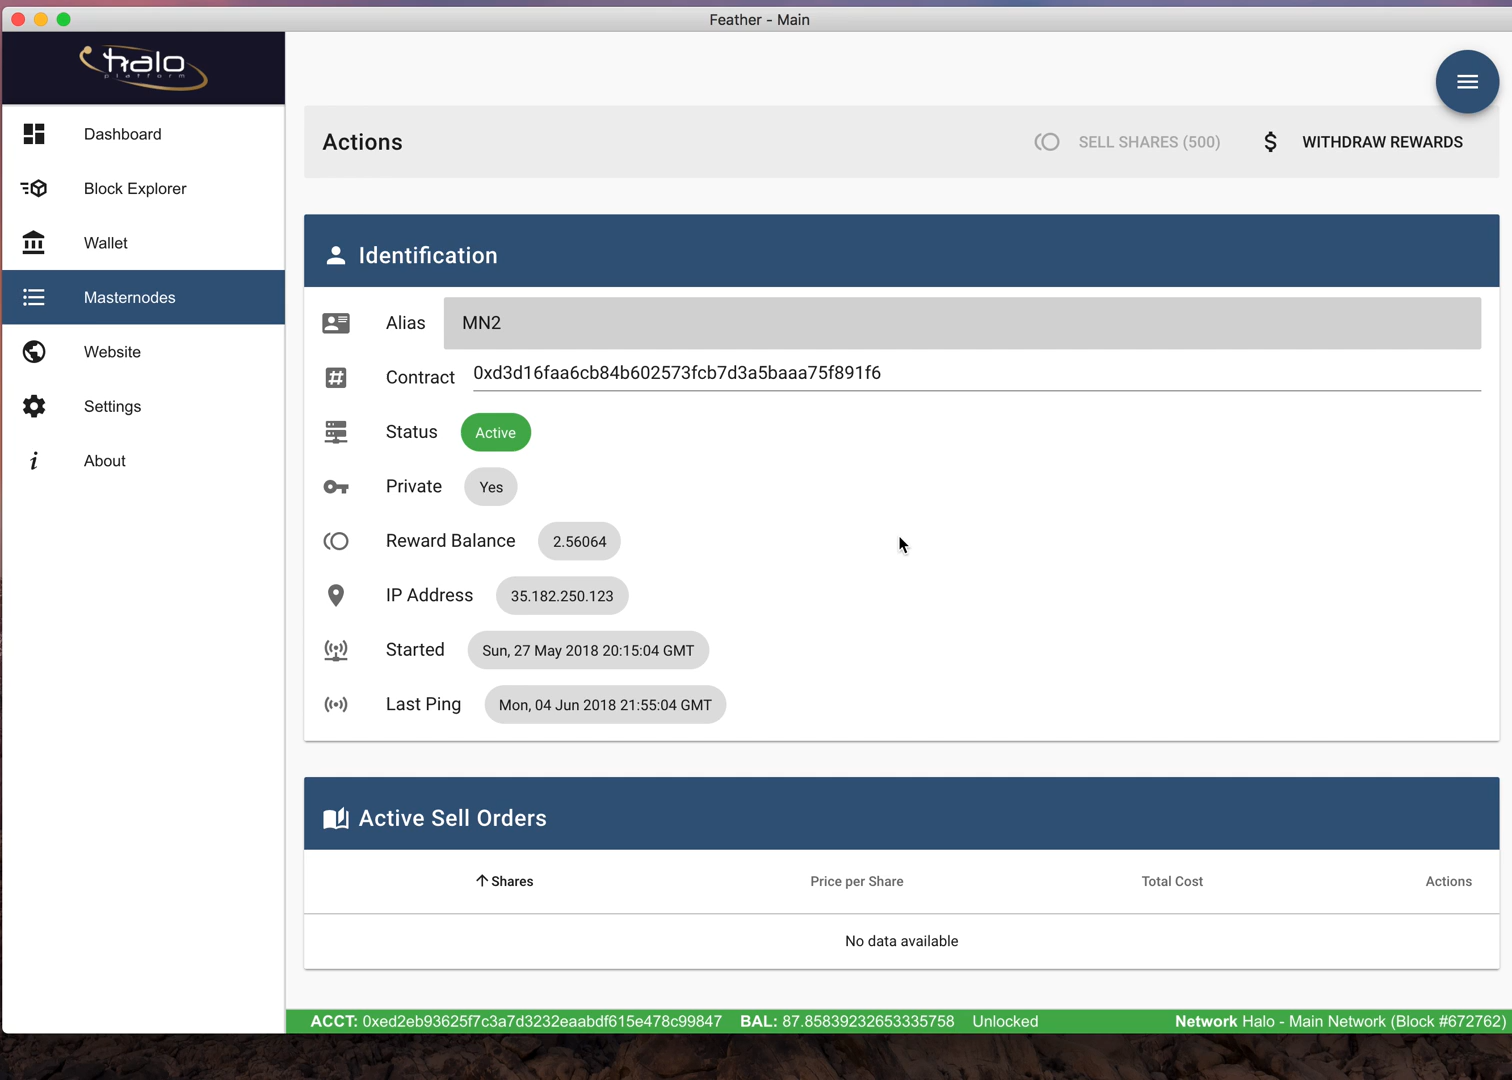 Feather - Main
halo
platform
Dashboard
Block Explorer
Wallet
Masternodes
Website
Settings
About
Actions
SELL SHARES (500)
WITHDRAW REWARDS
Identification
Alias MN2
Contract 0xd3d16faa6cb84b602573fcb7d3a5baaa75f891f6
Status Active
Private Yes
Reward Balance 2.56064
IP Address 35.182.250.123
Started Sun, 27 May 2018 20:15:04 GMT
Last Ping Mon, 04 Jun 2018 21:55:04 GMT
Active Sell Orders
Shares Price per Share Total Cost Actions
No data available
ACCT: 0xed2eb93625f7c3a7d3232eaabdf615e478c99847 BAL: 87.85839232653335758 Unlocked Network Halo - Main Network (Block #672762)